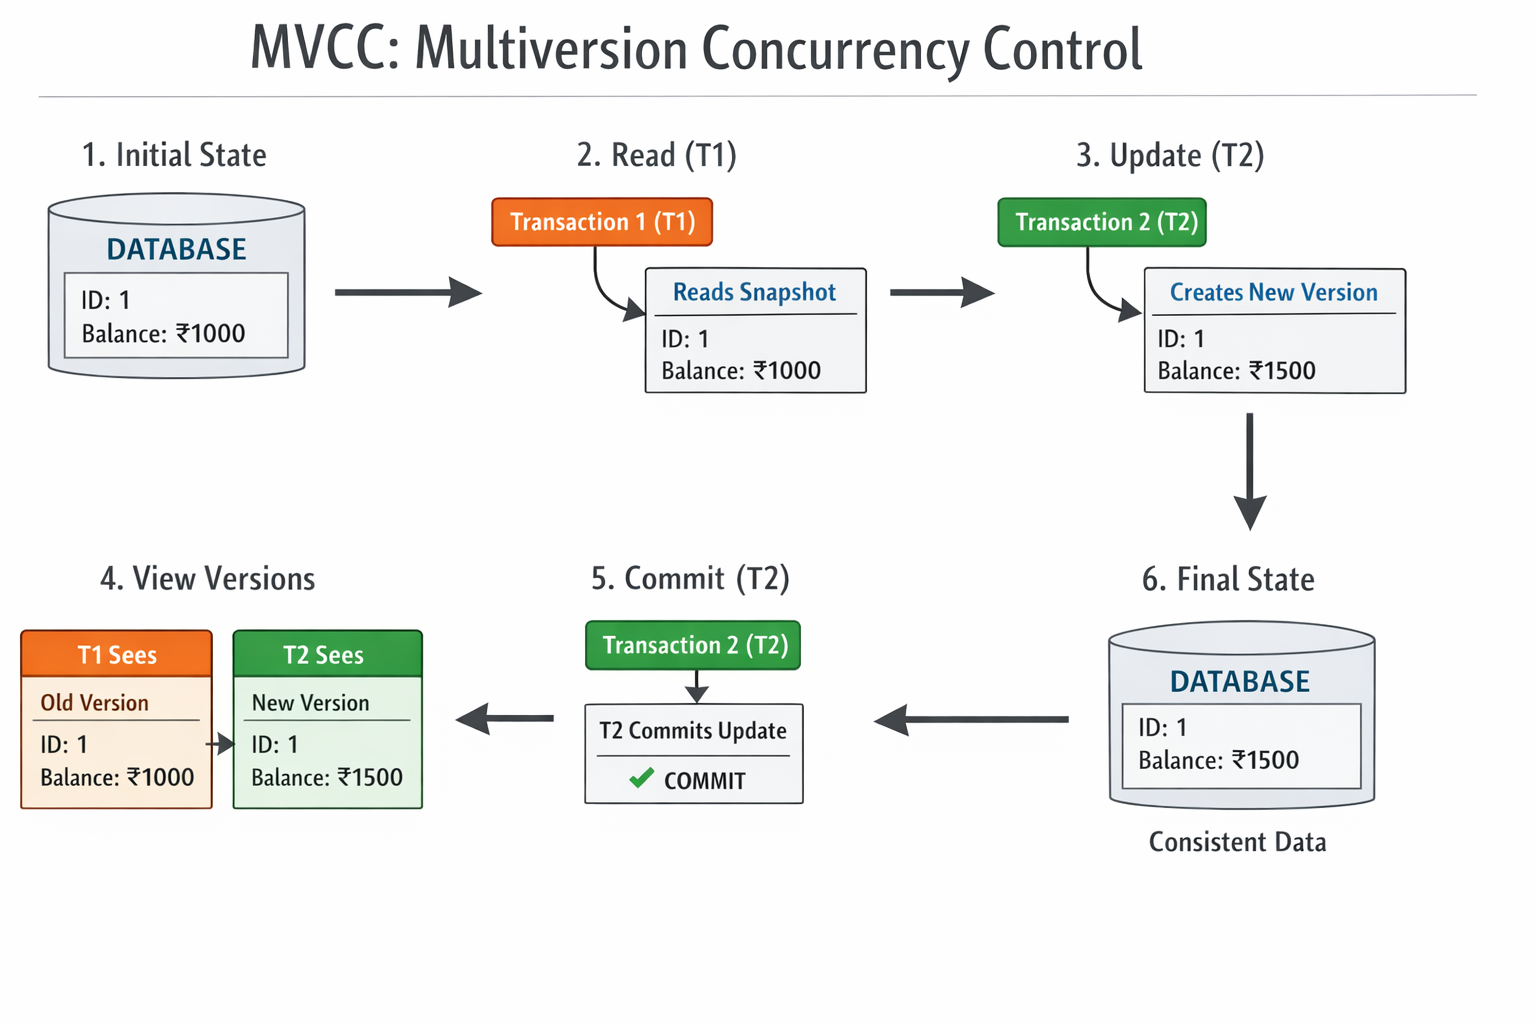 MVCC: Multiversion Concurrency Control
1. Initial State
DATABASE
ID: 1
Balance: ₹1000
2. Read (T1)
Transaction 1 (T1)
Reads Snapshot
ID: 1
Balance: ₹1000
3. Update (T2)
Transaction 2 (T2)
Creates New Version
ID: 1
Balance: ₹1500
4. View Versions
T1 Sees
Old Version
ID: 1
Balance: ₹1000
T2 Sees
New Version
ID: 1
Balance: ₹1500
5. Commit (T2)
Transaction 2 (T2)
T2 Commits Update
✔ COMMIT
6. Final State
DATABASE
ID: 1
Balance: ₹1500
Consistent Data